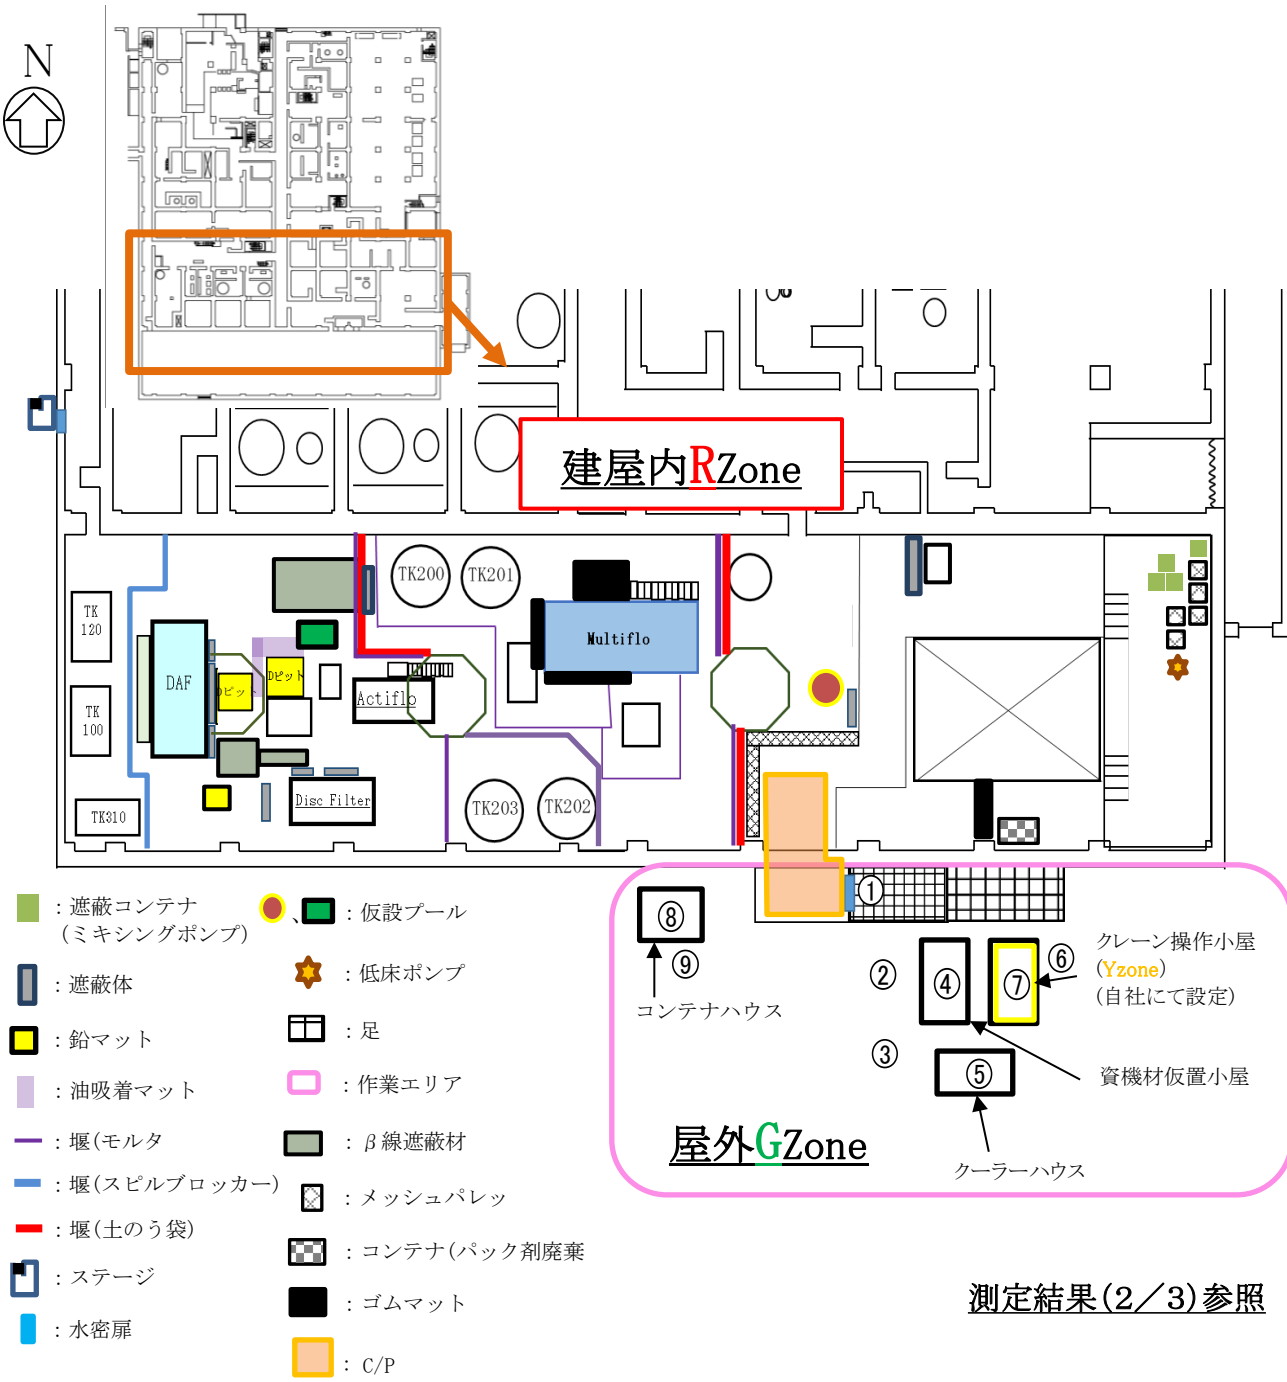 N
建屋内RZone
TK200
TK201
TK
120
Multiflo
DAF
Dピット
Dピット
Actiflo
TK
100
TK310
Disc Filter
TK203
TK202
①
⑧
⑨
コンテナハウス
②
④
⑦
⑥
クレーン操作小屋
(Yzone)
(自社にて設定)
③
⑤
資機材仮置小屋
クーラーハウス
屋外GZone
：遮蔽コンテナ
(ミキシングポンプ)
：遮蔽体
：鉛マット
：油吸着マット
：堰(モルタ
：堰(スピルブロッカー)
：堰(土のう袋)
：ステージ
：水密扉
、
：仮設プール
：低床ポンプ
：足
：作業エリア
：β線遮蔽材
：メッシュパレッ
：コンテナ(パック剤廃棄
：ゴムマット
：C/P
測定結果(2／3)参照